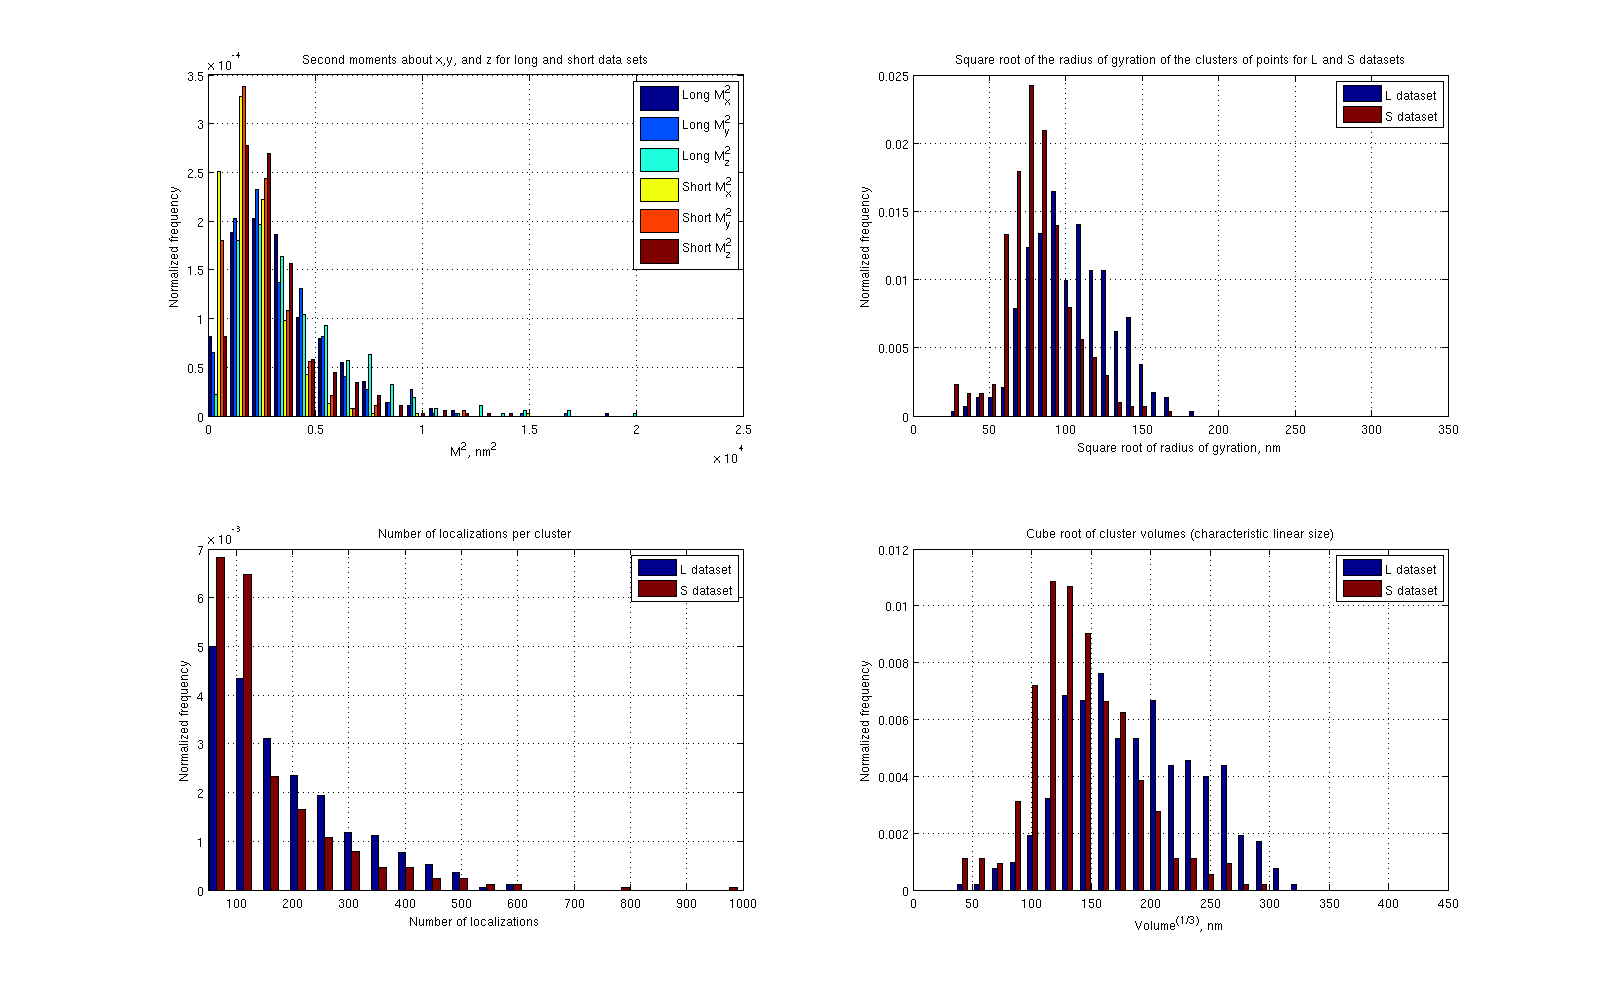 Second moments about x,y, and z for long and short data sets
× 10^-4
3.5
3
2.5
2
1.5
1
0.5
0
Normalized frequency
Long M_x^2
Long M_y^2
Long M_z^2
Short M_x^2
Short M_y^2
Short M_z^2
0 0.5 1 1.5 2 2.5
M^2, nm^2
× 10^4
Square root of the radius of gyration of the clusters of points for L and S datasets
0.025
0.02
0.015
0.01
0.005
0
Normalized frequency
L dataset
S dataset
0 50 100 150 200 250 300 350
Square root of radius of gyration, nm
Number of localizations per cluster
× 10^-3
7
6
5
4
3
2
1
0
Normalized frequency
L dataset
S dataset
100 200 300 400 500 600 700 800 900 1000
Number of localizations
Cube root of cluster volumes (characteristic linear size)
0.012
0.01
0.008
0.006
0.004
0.002
0
Normalized frequency
L dataset
S dataset
0 50 100 150 200 250 300 350 400 450
Volume^(1/3), nm